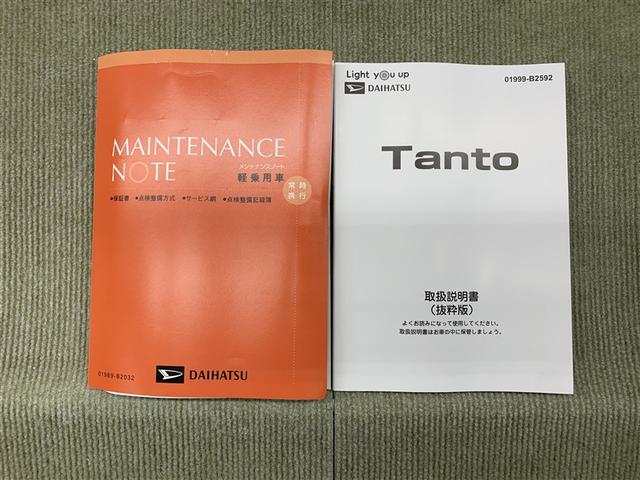 MAINTENANCE
NOTE
メンテナンスノート
軽乗用車
常時
携行
●保証書 ●点検整備方式 ●サービス網 ●点検整備記録簿
01989-B2032
DAIHATSU
Light you up
DAIHATSU
01999-B2592
Tanto
取扱説明書
（抜粋版）
よくお読みになって使用してください。
取扱説明書はお車の中に保管しましょう。